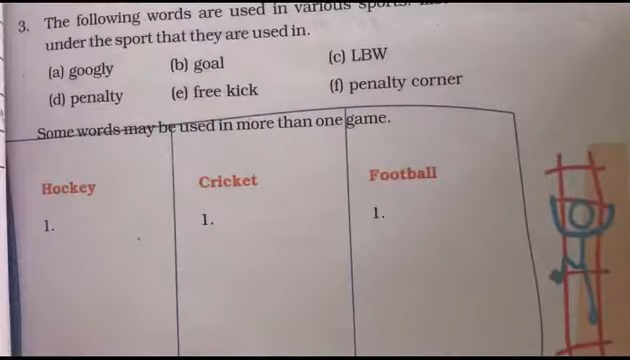 3. The following words are used in various
under the sport that they are used in.
(a) googly (b) goal (c) LBW
(d) penalty (e) free kick (f) penalty corner
Some words may be used in more than one game.
Hockey Cricket Football
1. 1. 1.